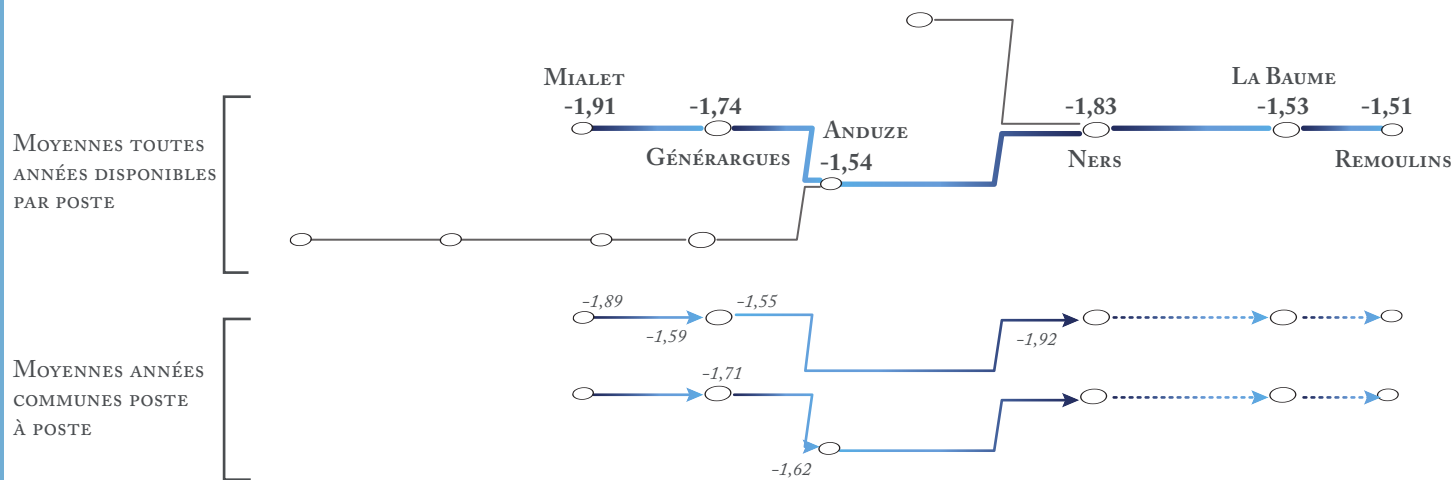 MIALET
-1,91
-1,74
GÉNÉRARGUES
ANDUZE
-1,54
-1,83
NERS
LA BAUME
-1,53
-1,51
REMOULINS
MOYENNES TOUTES
ANNÉES DISPONIBLES
PAR POSTE
-1,89
-1,59
-1,55
-1,92
MOYENNES ANNÉES
COMMUNES POSTE
À POSTE
-1,71
-1,62